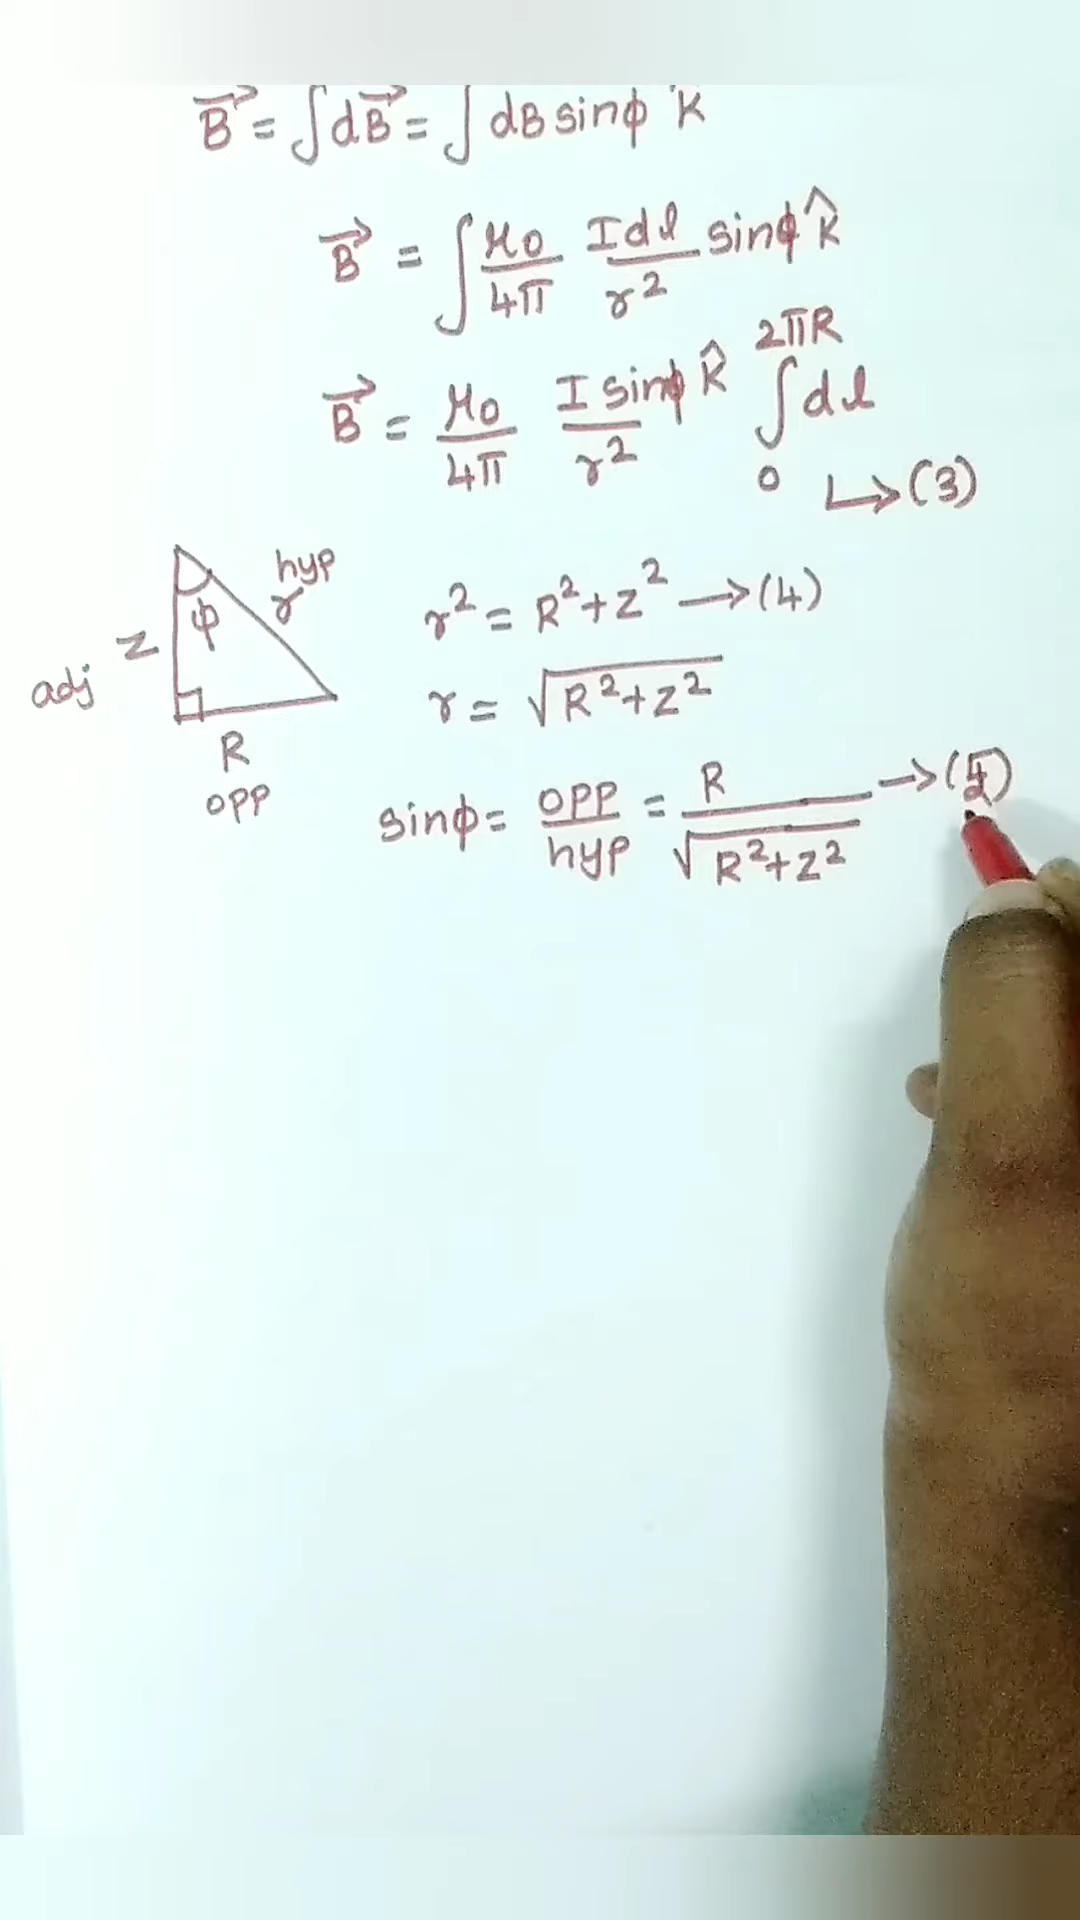 B⃗ = ∫dB⃗ = ∫ dB sinϕ k̂
B⃗ = ∫ μ0/4π Idl/r² sinϕ k̂
B⃗ = μ0/4π I sinϕ k̂/r² ∫₀^2πR dl
↳ (3)
hyp
r
ϕ
z
adj
R
opp
r² = R² + z² → (4)
r = √(R² + z²)
sinϕ = opp/hyp = R/√(R² + z²) → (5)